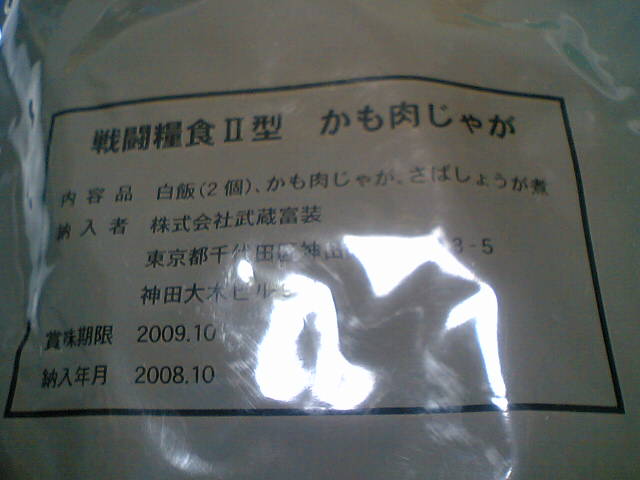 戦闘糧食Ⅱ型 かも肉じゃが
内容品 白飯(2個)、かも肉じゃが、さばしょうが煮
納入者 株式会社武蔵富装
東京都千代田区神田 3-5
神田大木ビル
賞味期限 2009.10
納入年月 2008.10